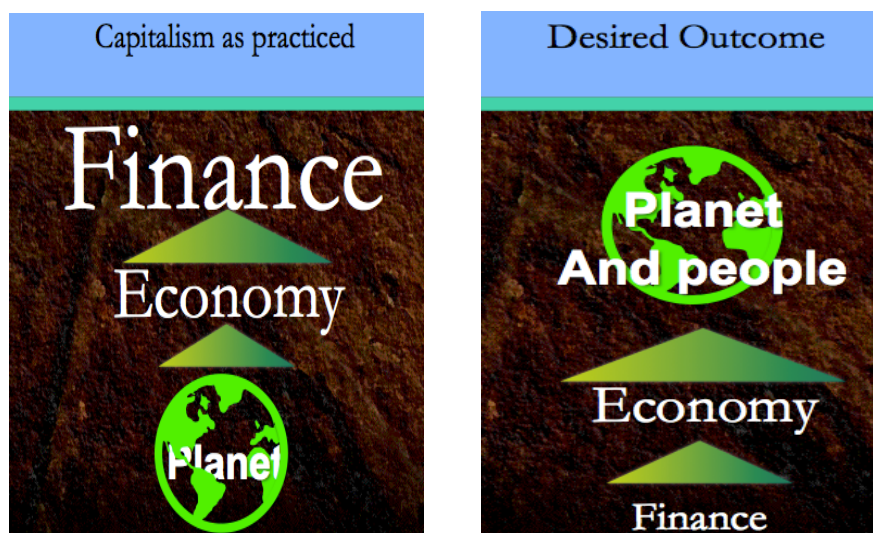 Capitalism as practiced
Finance
Economy
Planet
Desired Outcome
Planet
And people
Economy
Finance